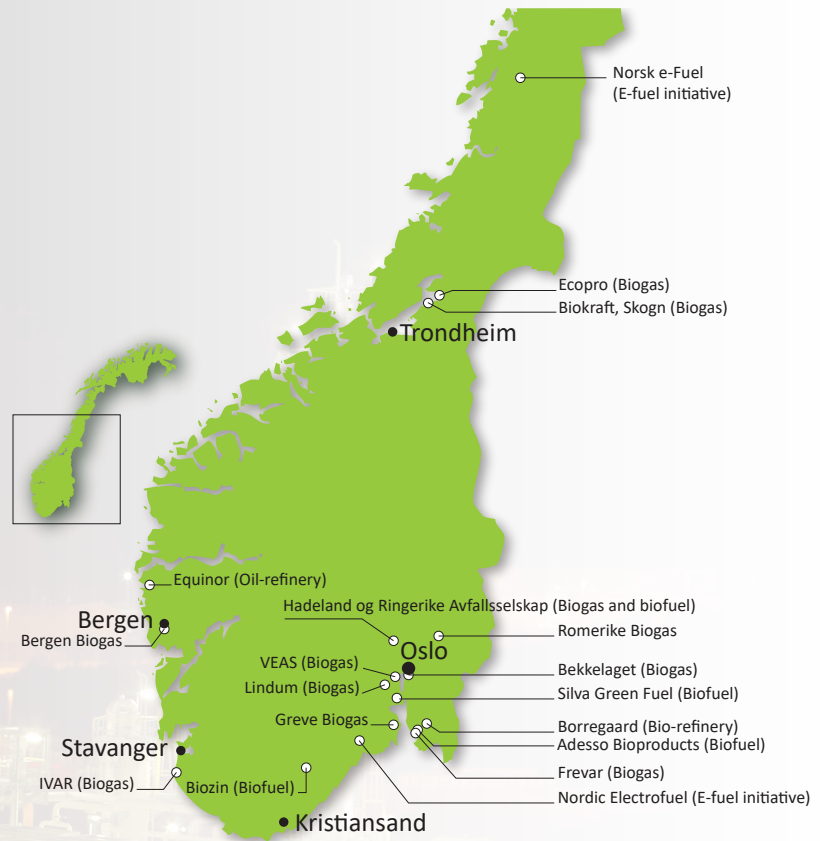 Norsk e-Fuel
(E-fuel initiative)
Ecopro (Biogas)
Biokraft, Skogn (Biogas)
Trondheim
Equinor (Oil-refinery)
Hadeland og Ringerike Avfallsselskap (Biogas and biofuel)
Bergen
Bergen Biogas
Romerike Biogas
Oslo
VEAS (Biogas)
Bekkelaget (Biogas)
Lindum (Biogas)
Silva Green Fuel (Biofuel)
Greve Biogas
Borregaard (Bio-refinery)
Adesso Bioproducts (Biofuel)
Stavanger
Frevar (Biogas)
IVAR (Biogas)
Biozin (Biofuel)
Nordic Electrofuel (E-fuel initiative)
Kristiansand